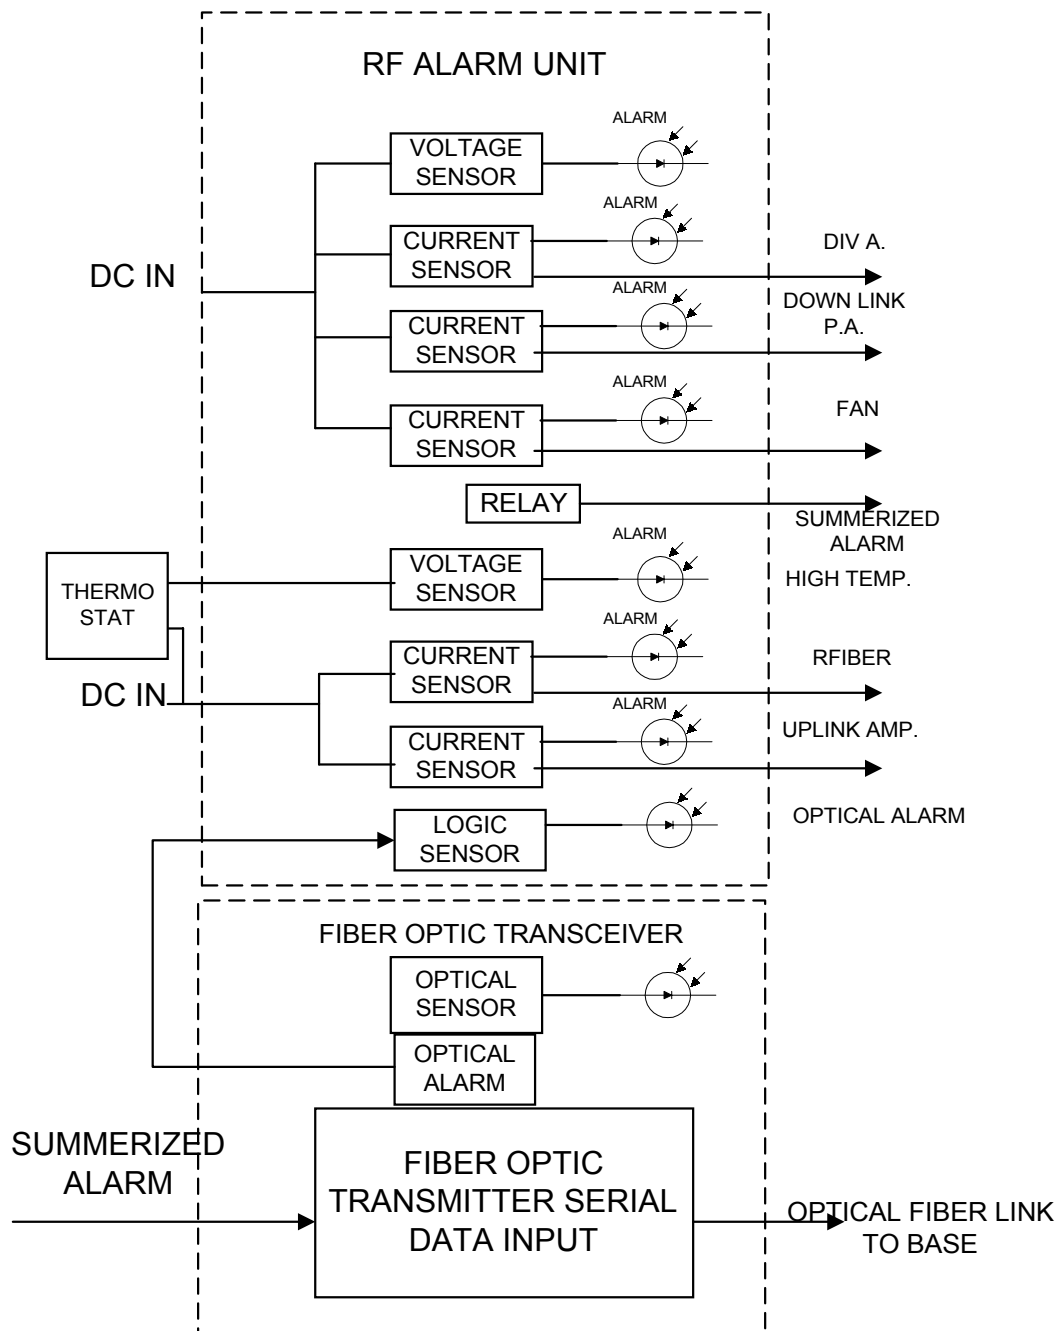 RF ALARM UNIT
ALARM
VOLTAGE
SENSOR
ALARM
CURRENT
SENSOR
DIV A.
DC IN
ALARM
CURRENT
SENSOR
DOWN LINK
P.A.
ALARM
CURRENT
SENSOR
FAN
RELAY
SUMMERIZED
ALARM
ALARM
VOLTAGE
SENSOR
HIGH TEMP.
THERMO
STAT
ALARM
CURRENT
SENSOR
RFIBER
DC IN
ALARM
CURRENT
SENSOR
UPLINK AMP.
LOGIC
SENSOR
OPTICAL ALARM
FIBER OPTIC TRANSCEIVER
OPTICAL
SENSOR
OPTICAL
ALARM
SUMMERIZED
ALARM
FIBER OPTIC
TRANSMITTER SERIAL
DATA INPUT
OPTICAL FIBER LINK
TO BASE